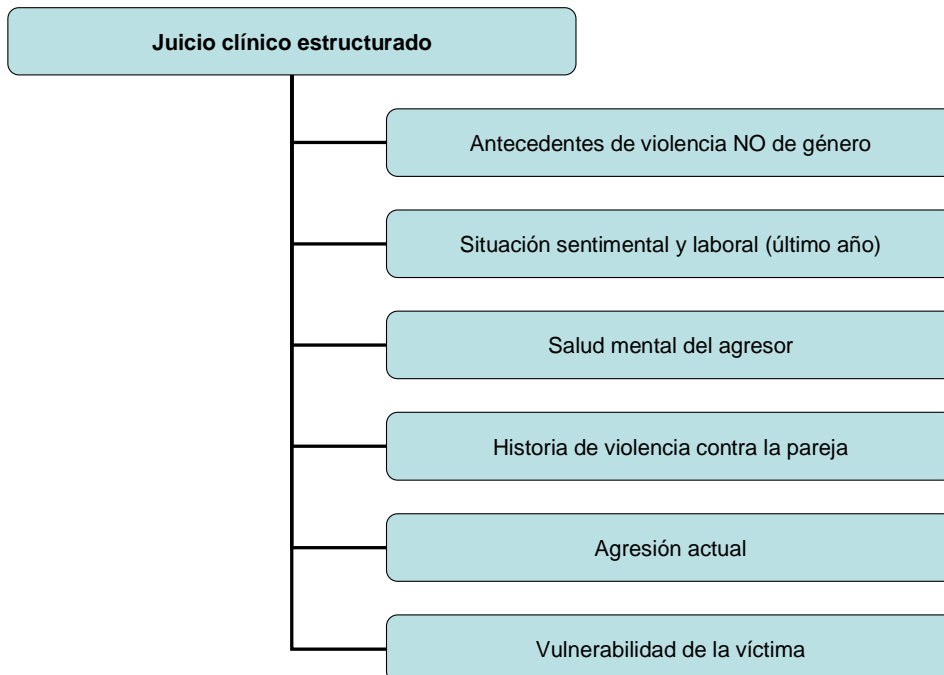 Juicio clínico estructurado
Antecedentes de violencia NO de género
Situación sentimental y laboral (último año)
Salud mental del agresor
Historia de violencia contra la pareja
Agresión actual
Vulnerabilidad de la víctima